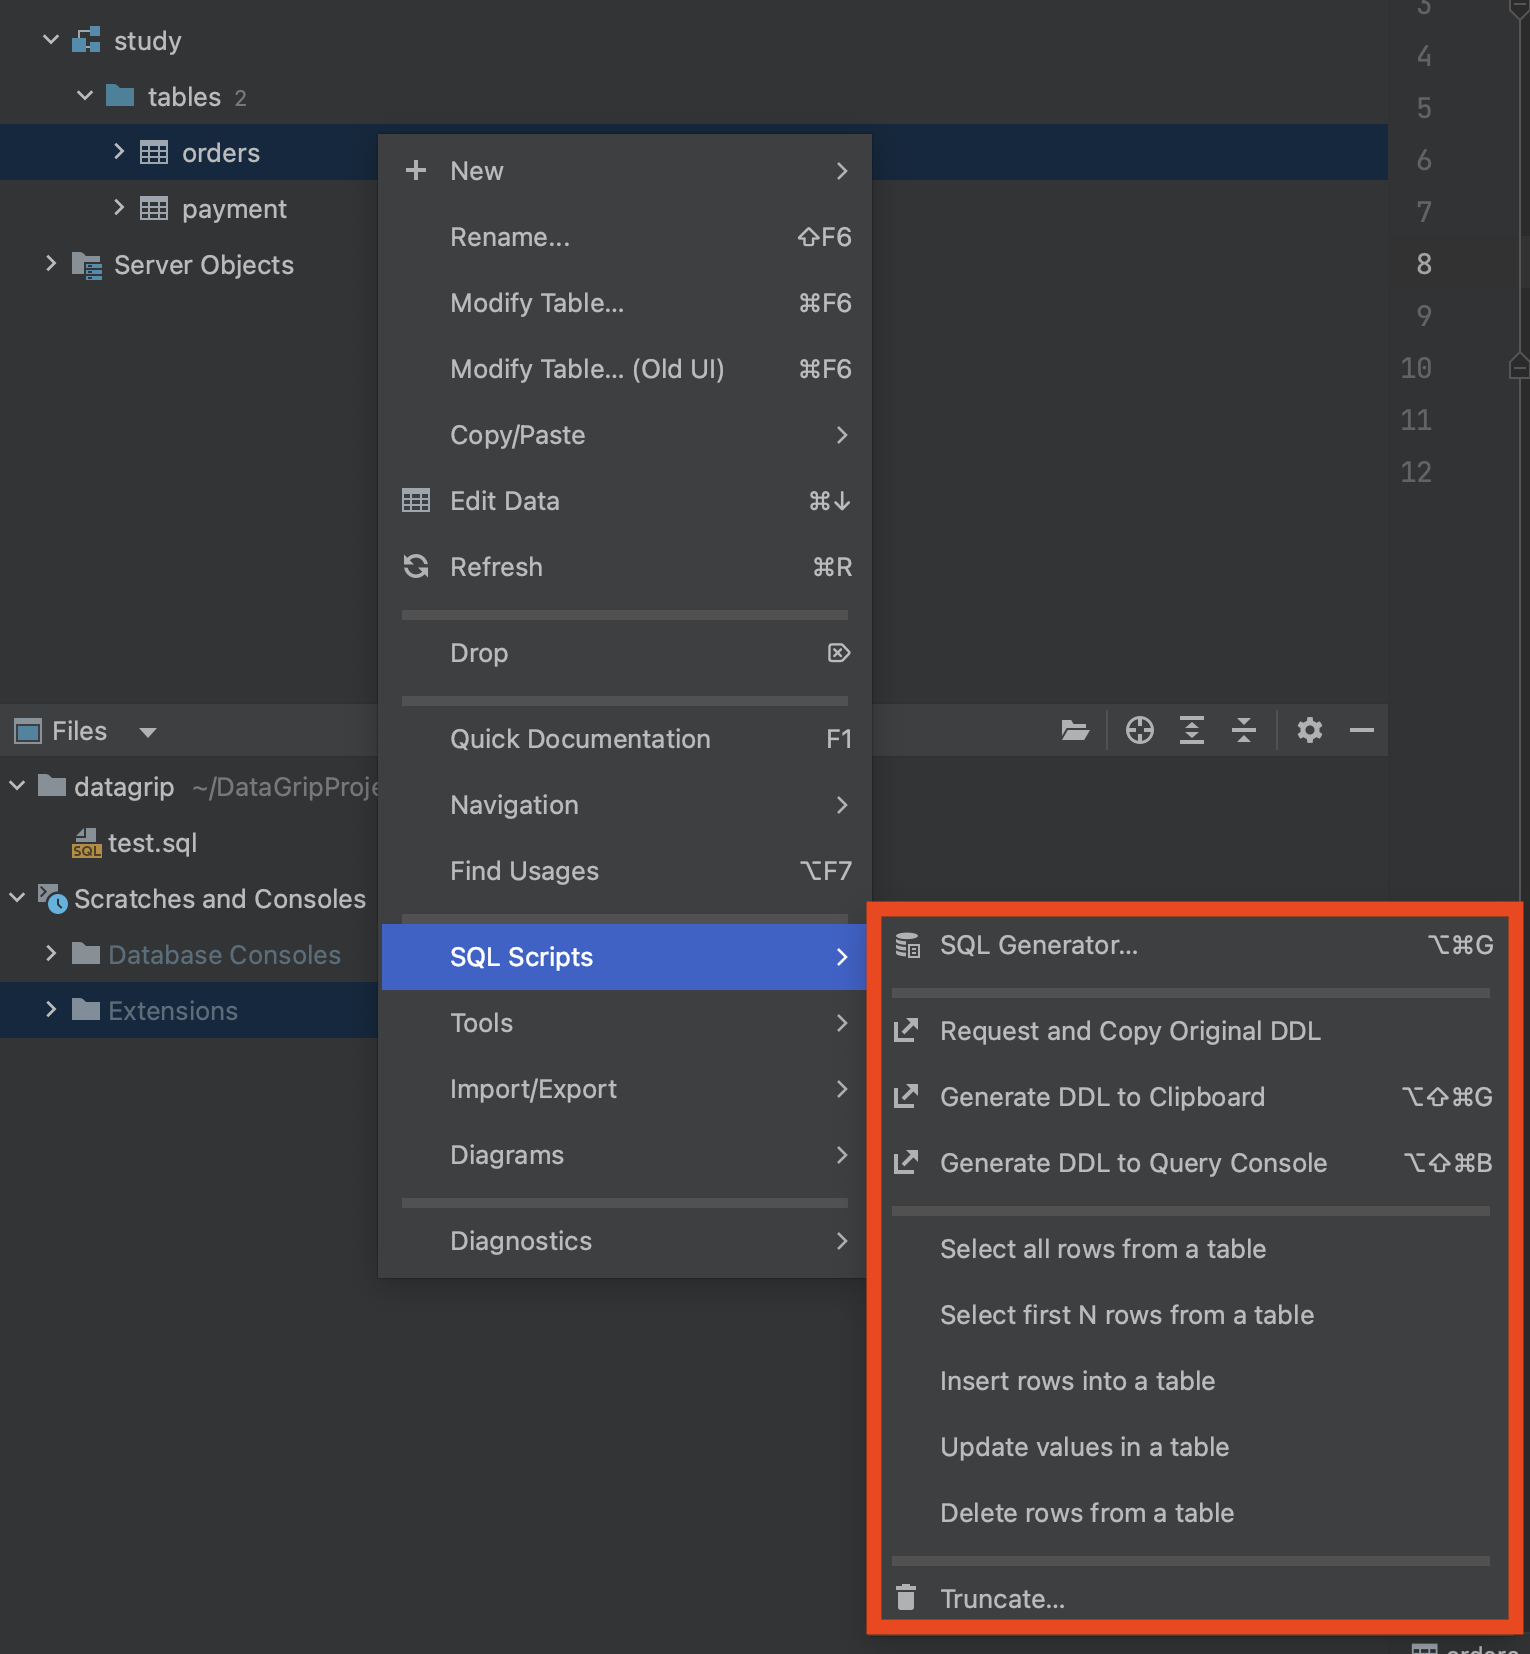 study
tables 2
orders
payment
Server Objects
New
Rename...
⇧F6
Modify Table...
⌘F6
Modify Table... (Old UI)
⌘F6
Copy/Paste
Edit Data
⌘↓
Refresh
⌘R
Drop
Quick Documentation
F1
Navigation
Find Usages
⌥F7
SQL Scripts
Tools
Import/Export
Diagrams
Diagnostics
SQL Generator...
⌥⌘G
Request and Copy Original DDL
Generate DDL to Clipboard
⌥⇧⌘G
Generate DDL to Query Console
⌥⇧⌘B
Select all rows from a table
Select first N rows from a table
Insert rows into a table
Update values in a table
Delete rows from a table
Truncate...
Files
datagrip ~/DataGripProje
SQL
test.sql
Scratches and Consoles
Database Consoles
Extensions
3
4
5
6
7
8
9
10
11
12
orders